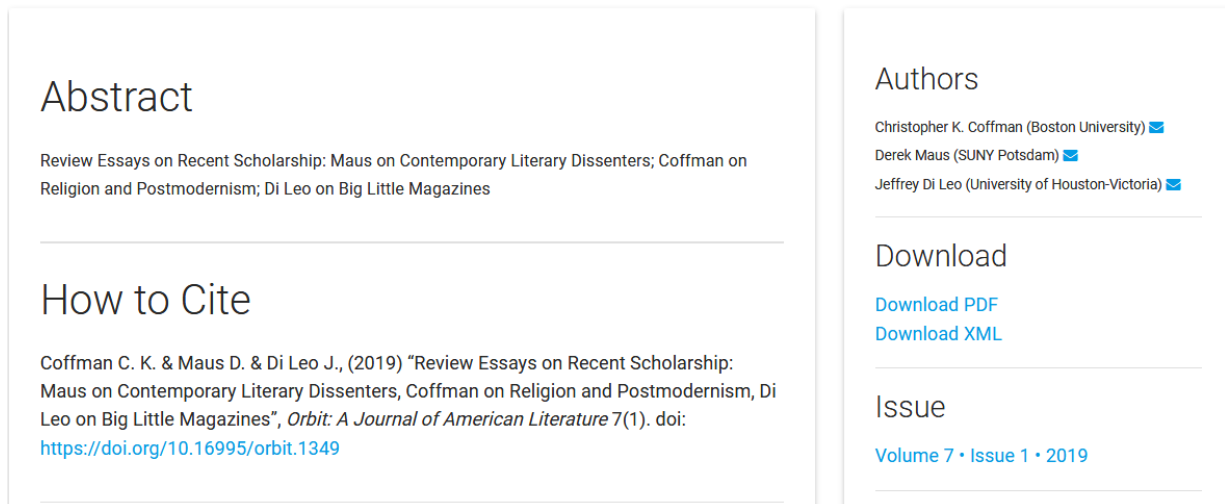 Abstract
Review Essays on Recent Scholarship: Maus on Contemporary Literary Dissenters; Coffman on
Religion and Postmodernism; Di Leo on Big Little Magazines
How to Cite
Coffman C. K. & Maus D. & Di Leo J., (2019) “Review Essays on Recent Scholarship:
Maus on Contemporary Literary Dissenters, Coffman on Religion and Postmodernism, Di
Leo on Big Little Magazines”, Orbit: A Journal of American Literature 7(1). doi:
https://doi.org/10.16995/orbit.1349
Authors
Christopher K. Coffman (Boston University)
Derek Maus (SUNY Potsdam)
Jeffrey Di Leo (University of Houston-Victoria)
Download
Download PDF
Download XML
Issue
Volume 7 • Issue 1 • 2019